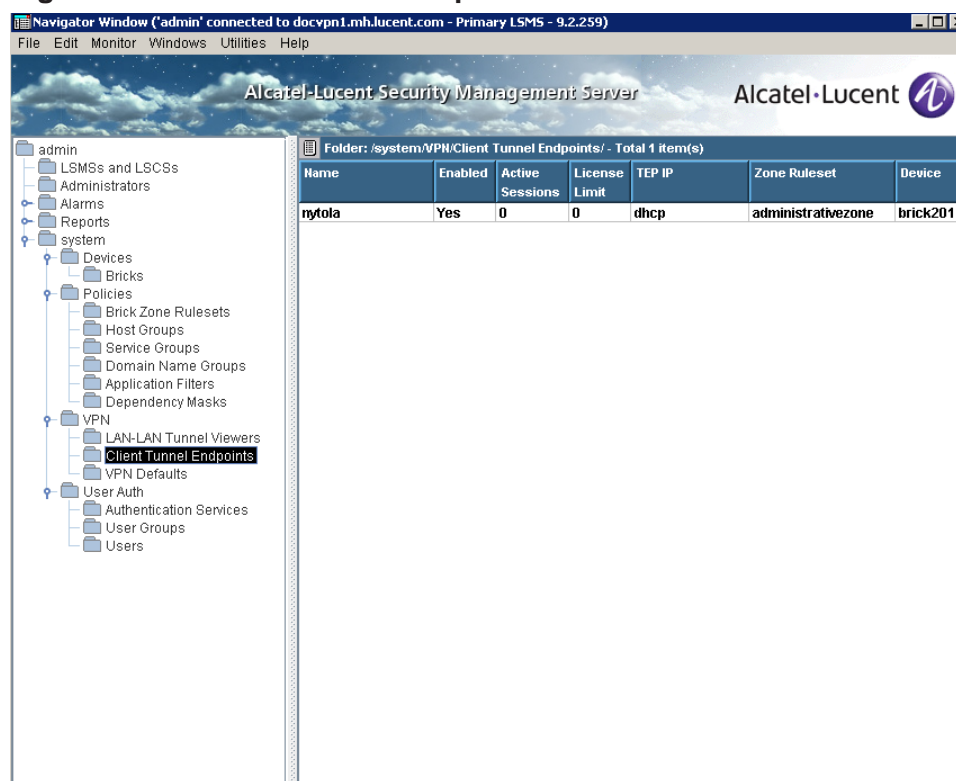 Navigator Window ('admin' connected to docvpn1.mh.lucent.com - Primary LSMS - 9.2.259)
File Edit Monitor Windows Utilities Help
Alcatel-Lucent Security Management Server
Alcatel·Lucent
admin
LSMSs and LSCSs
Administrators
Alarms
Reports
system
Devices
Bricks
Policies
Brick Zone Rulesets
Host Groups
Service Groups
Domain Name Groups
Application Filters
Dependency Masks
VPN
LAN-LAN Tunnel Viewers
Client Tunnel Endpoints
VPN Defaults
User Auth
Authentication Services
User Groups
Users
Folder: /system/VPN/Client Tunnel Endpoints/ - Total 1 item(s)
Name Enabled Active Sessions License Limit TEP IP Zone Ruleset Device
nytola Yes 0 0 dhcp administrativezone brick201